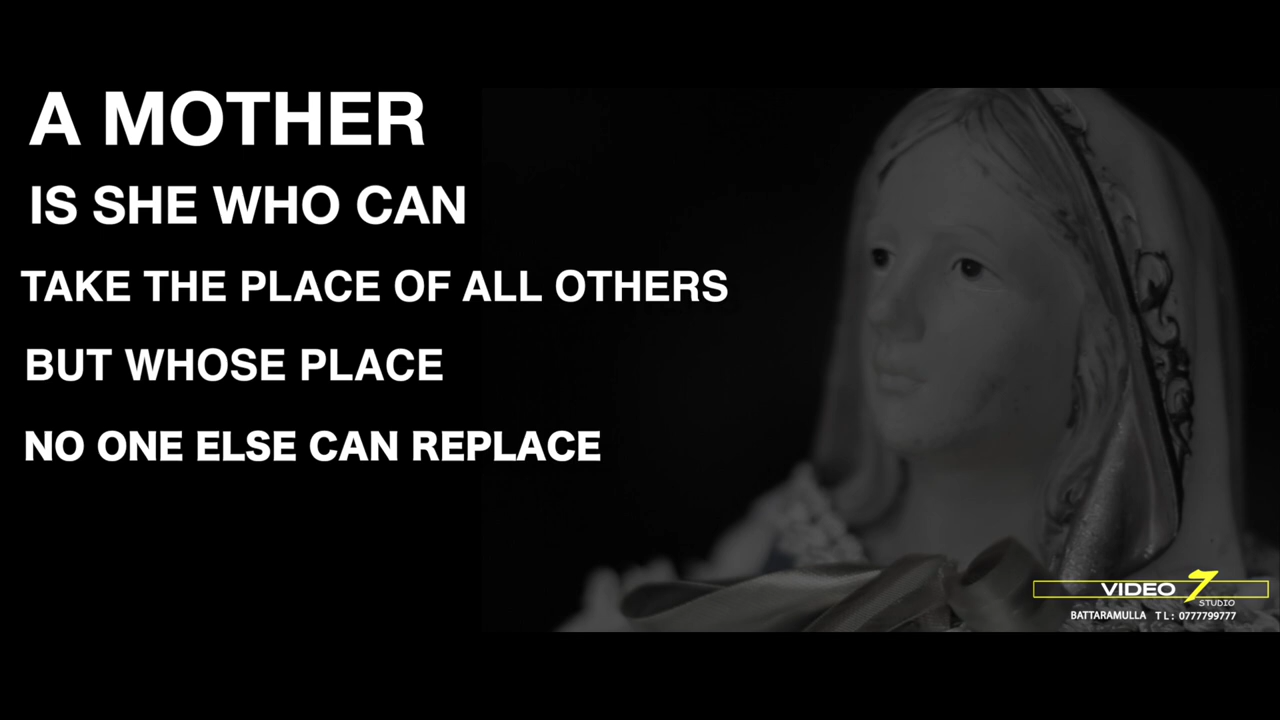 A MOTHER
IS SHE WHO CAN
TAKE THE PLACE OF ALL OTHERS
BUT WHOSE PLACE
NO ONE ELSE CAN REPLACE
VIDEO 7
STUDIO
BATTARAMULLA T L : 0777799777